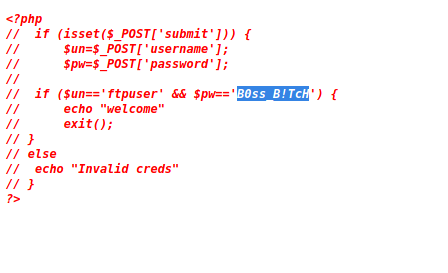 <?php
//  if (isset($_POST['submit'])) {
//      $un=$_POST['username'];
//      $pw=$_POST['password'];
//
//  if ($un=='ftpuser' && $pw=='B0ss_B!TcH') {
//      echo "welcome"
//      exit();
// }
// else
//  echo "Invalid creds"
// }
?>